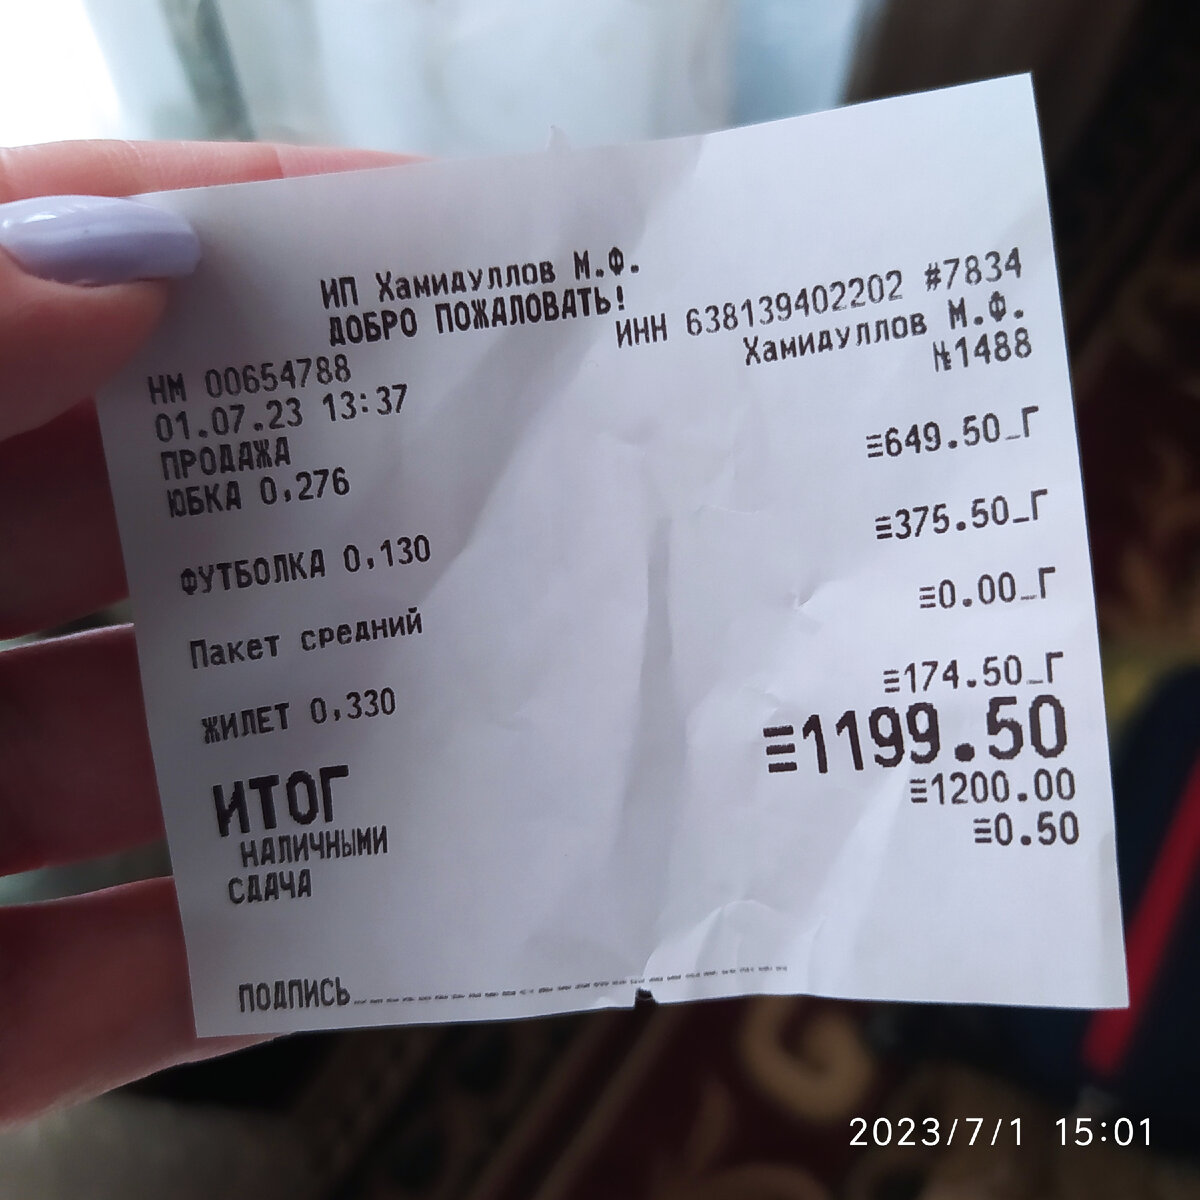 ИП Хамидуллов М.Ф.
ДОБРО ПОЖАЛОВАТЬ!
ИНН 638139402202 #7834
НМ 00654788 Хамидуллов М.Ф.
01.07.23 13:37 №1488
ПРОДАЖА
ЮБКА 0,276 ≡649.50_Г
ФУТБОЛКА 0,130 ≡375.50_Г
Пакет средний ≡0.00_Г
ЖИЛЕТ 0,330 ≡174.50_Г
ИТОГ ≡1199.50
НАЛИЧНЫМИ ≡1200.00
СДАЧА ≡0.50
ПОДПИСЬ
2023/7/1 15:01